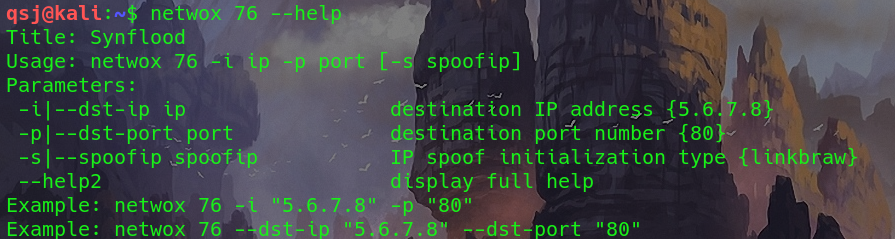 qsj@kali:~$ netwox 76 --help
Title: Synflood
Usage: netwox 76 -i ip -p port [-s spoofip]
Parameters:
 -i|--dst-ip ip                 destination IP address {5.6.7.8}
 -p|--dst-port port             destination port number {80}
 -s|--spoofip spoofip           IP spoof initialization type {linkbraw}
 --help2                        display full help
Example: netwox 76 -i "5.6.7.8" -p "80"
Example: netwox 76 --dst-ip "5.6.7.8" --dst-port "80"